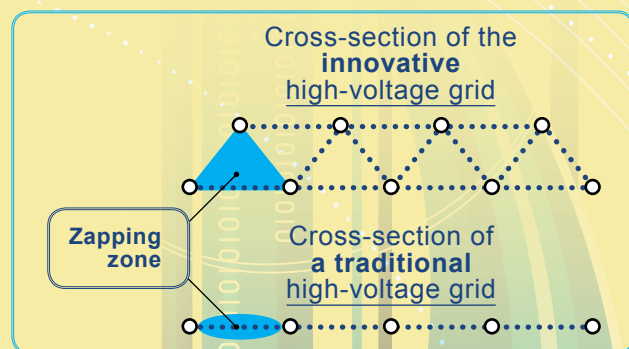 Cross-section of the
innovative
high-voltage grid
Zapping
zone
Cross-section of
a traditional
high-voltage grid